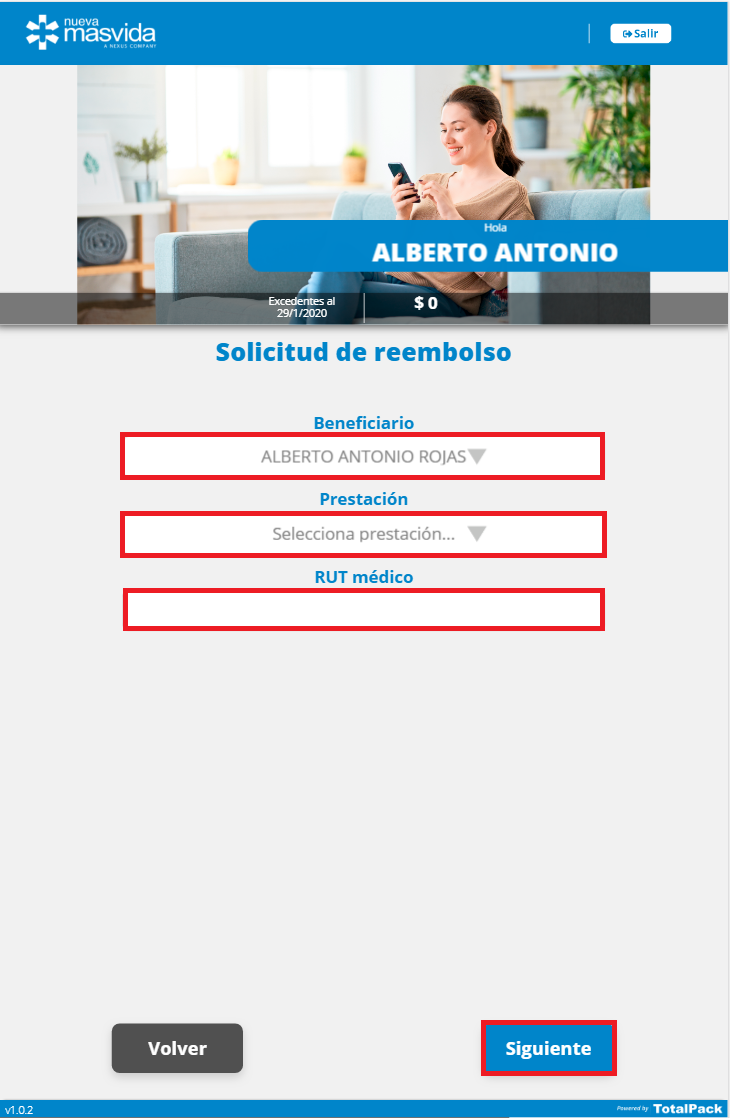 nueva
masvida
A NEXUS COMPANY
Salir
Hola
ALBERTO ANTONIO
Excedentes al
29/1/2020
$ 0
Solicitud de reembolso
Beneficiario
ALBERTO ANTONIO ROJAS
Prestación
Selecciona prestación...
RUT médico
Volver
Siguiente
v1.0.2
Powered by TotalPack